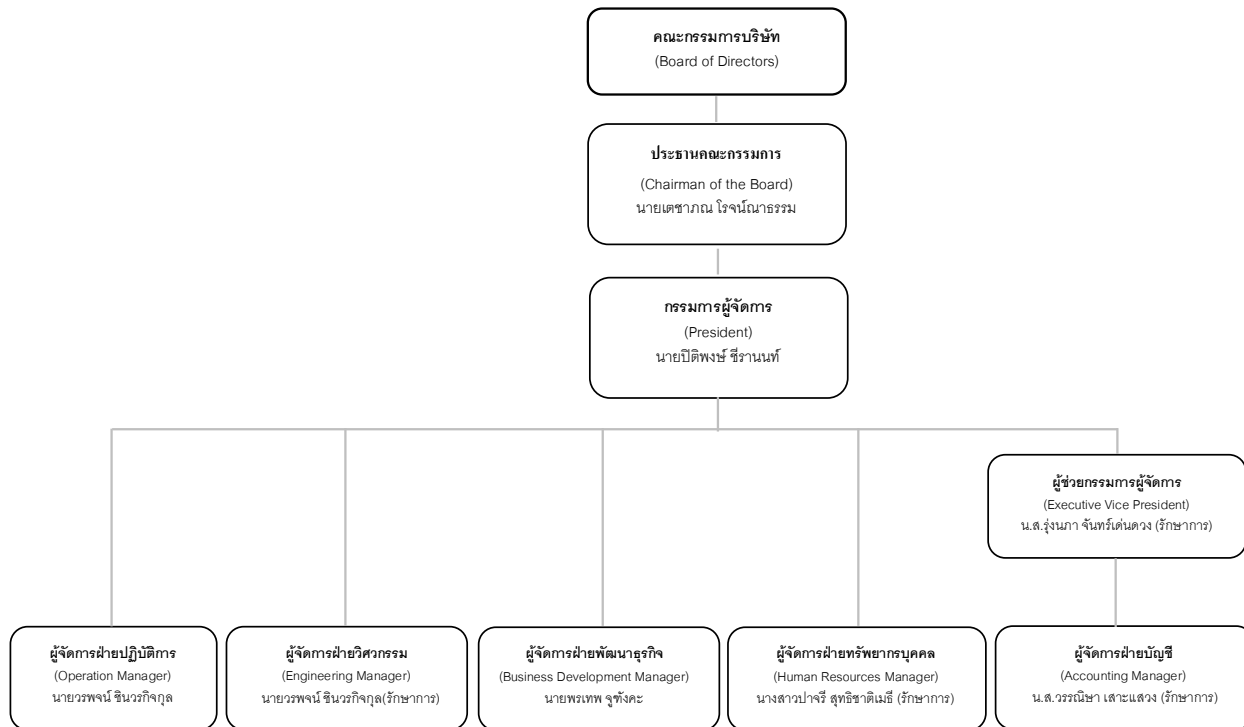 คณะกรรมการบริษัท
(Board of Directors)
ประธานคณะกรรมการ
(Chairman of the Board)
นายเตชาภณ โรจน์ณาธรรม
กรรมการผู้จัดการ
(President)
นายปิติพงษ์ ชีรานนท์
ผู้ช่วยกรรมการผู้จัดการ
(Executive Vice President)
น.ส.รุ่งนภา จันทร์เด่นดวง (รักษาการ)
ผู้จัดการฝ่ายปฏิบัติการ
(Operation Manager)
นายวรพจน์ ชินวรกิจกุล
ผู้จัดการฝ่ายวิศวกรรม
(Engineering Manager)
นายวรพจน์ ชินวรกิจกุล(รักษาการ)
ผู้จัดการฝ่ายพัฒนาธุรกิจ
(Business Development Manager)
นายพรเทพ จูฑังคะ
ผู้จัดการฝ่ายทรัพยากรบุคคล
(Human Resources Manager)
นางสาวปาจรี สุทธิชาติเมธี (รักษาการ)
ผู้จัดการฝ่ายบัญชี
(Accounting Manager)
น.ส.วรรณิษา เสาะแสวง (รักษาการ)